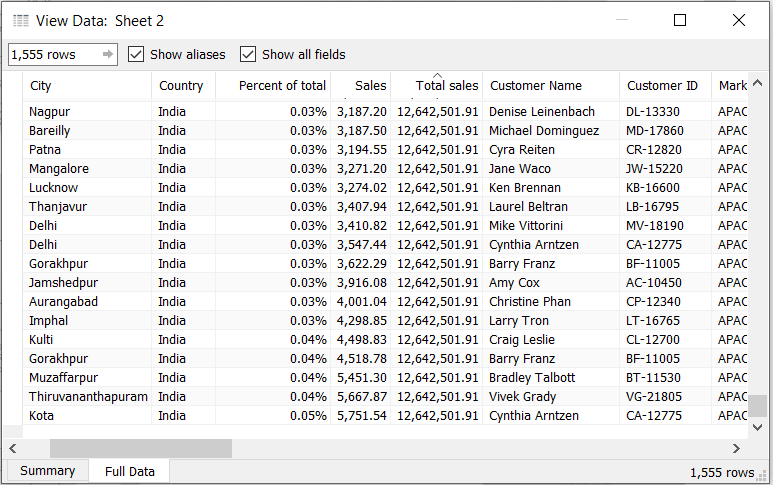 View Data: Sheet 2
1,555 rows Show aliases Show all fields
City Country Percent of total Sales Total sales Customer Name Customer ID Mark
Nagpur India 0.03% 3,187.20 12,642,501.91 Denise Leinenbach DL-13330 APAC
Bareilly India 0.03% 3,187.50 12,642,501.91 Michael Dominguez MD-17860 APAC
Patna India 0.03% 3,194.55 12,642,501.91 Cyra Reiten CR-12820 APAC
Mangalore India 0.03% 3,271.20 12,642,501.91 Jane Waco JW-15220 APAC
Lucknow India 0.03% 3,274.02 12,642,501.91 Ken Brennan KB-16600 APAC
Thanjavur India 0.03% 3,407.94 12,642,501.91 Laurel Beltran LB-16795 APAC
Delhi India 0.03% 3,410.82 12,642,501.91 Mike Vittorini MV-18190 APAC
Delhi India 0.03% 3,547.44 12,642,501.91 Cynthia Arntzen CA-12775 APAC
Gorakhpur India 0.03% 3,622.29 12,642,501.91 Barry Franz BF-11005 APAC
Jamshedpur India 0.03% 3,916.08 12,642,501.91 Amy Cox AC-10450 APAC
Aurangabad India 0.03% 4,001.04 12,642,501.91 Christine Phan CP-12340 APAC
Imphal India 0.03% 4,298.85 12,642,501.91 Larry Tron LT-16765 APAC
Kulti India 0.04% 4,498.83 12,642,501.91 Craig Leslie CL-12700 APAC
Gorakhpur India 0.04% 4,518.78 12,642,501.91 Barry Franz BF-11005 APAC
Muzaffarpur India 0.04% 5,451.30 12,642,501.91 Bradley Talbott BT-11530 APAC
Thiruvananthapuram India 0.04% 5,667.87 12,642,501.91 Vivek Grady VG-21805 APAC
Kota India 0.05% 5,751.54 12,642,501.91 Cynthia Arntzen CA-12775 APAC
Summary Full Data 1,555 rows